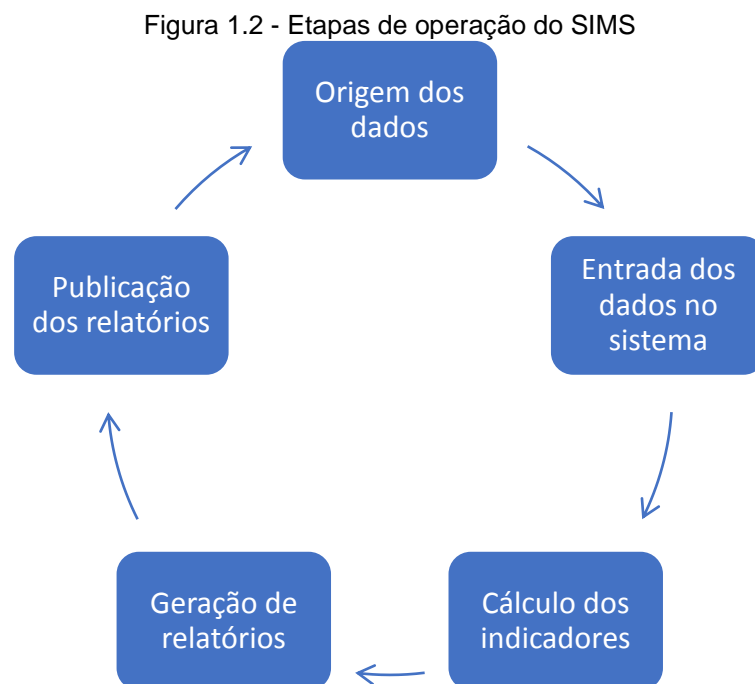 Figura 1.2 - Etapas de operação do SIMS
Origem dos
dados
Entrada dos
dados no
sistema
Cálculo dos
indicadores
Geração de
relatórios
Publicação
dos relatórios